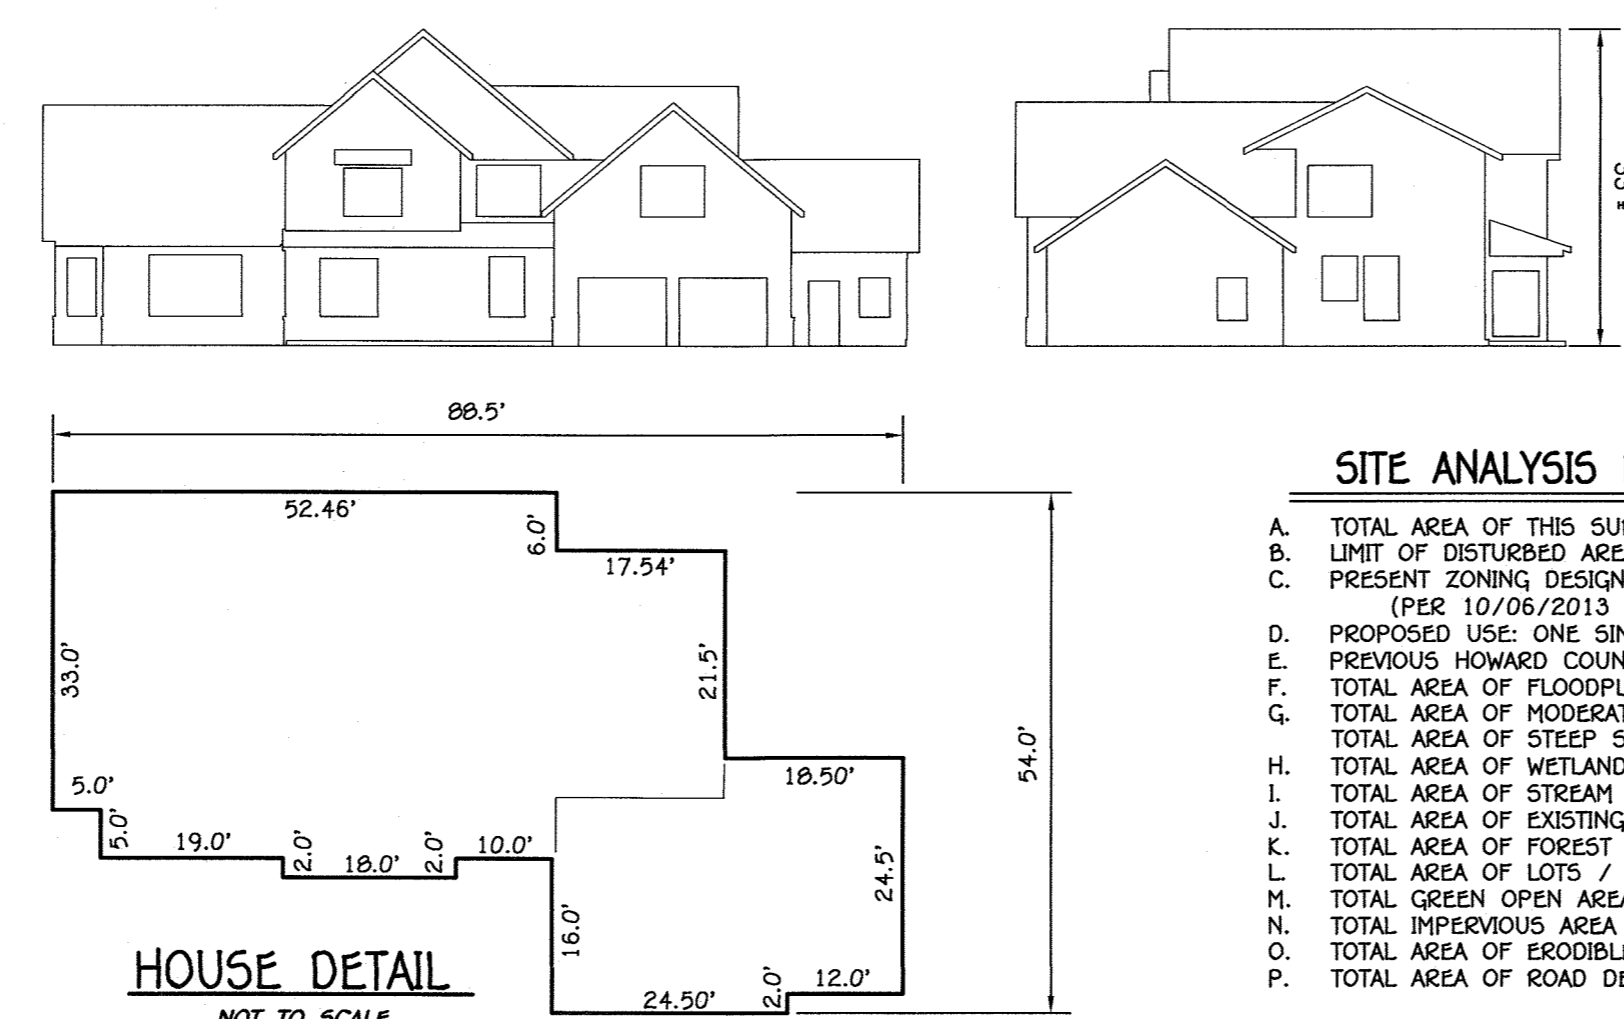 88.5'
52.46'
6.0'
17.54'
33.0'
21.5'
54.0'
18.50'
5.0'
5.0'
19.0'
2.0'
18.0'
2.0'
10.0'
24.5'
16.0'
12.0'
2.0'
24.50'
HOUSE DETAIL
NOT TO SCALE
SITE ANALYSIS
A. TOTAL AREA OF THIS
B. LIMIT OF DISTURBED
C. PRESENT ZONING
(PER 10/06/2013
D. PROPOSED USE: ONE
E. PREVIOUS HOWARD
F. TOTAL AREA OF
G. TOTAL AREA OF
TOTAL AREA OF STEEP
H. TOTAL AREA OF
I. TOTAL AREA OF STREAM
J. TOTAL AREA OF EXISTING
K. TOTAL AREA OF FOREST
L. TOTAL AREA OF LOTS /
M. TOTAL GREEN OPEN
N. TOTAL IMPERVIOUS AREA
O. TOTAL AREA OF
P. TOTAL AREA OF ROAD